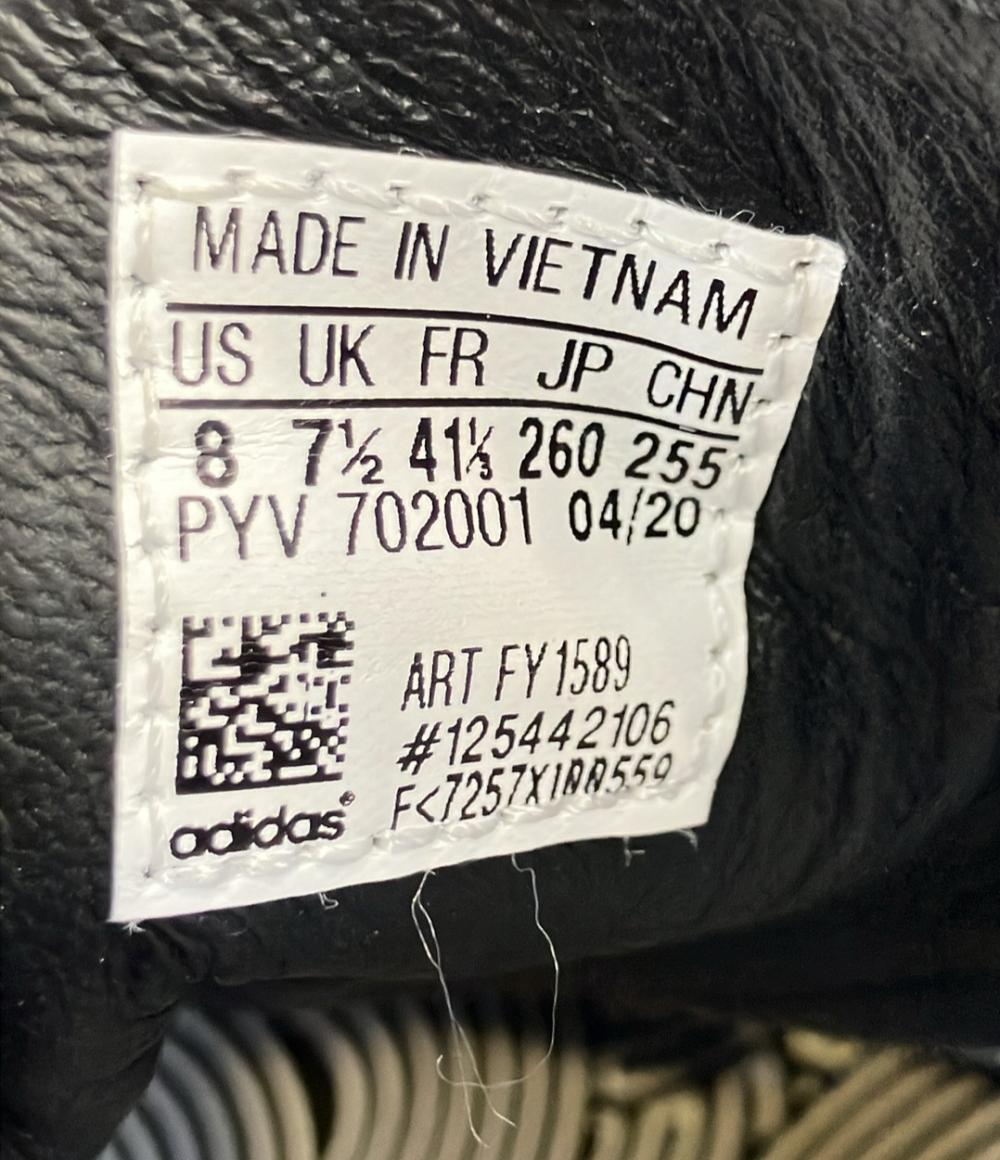 MADE IN VIETNAM
US UK FR JP CHN
8 7½ 41⅓ 260 255
PYV 702001 04/20
ART FY1589
#125442106
F<7257X100559
adidas®